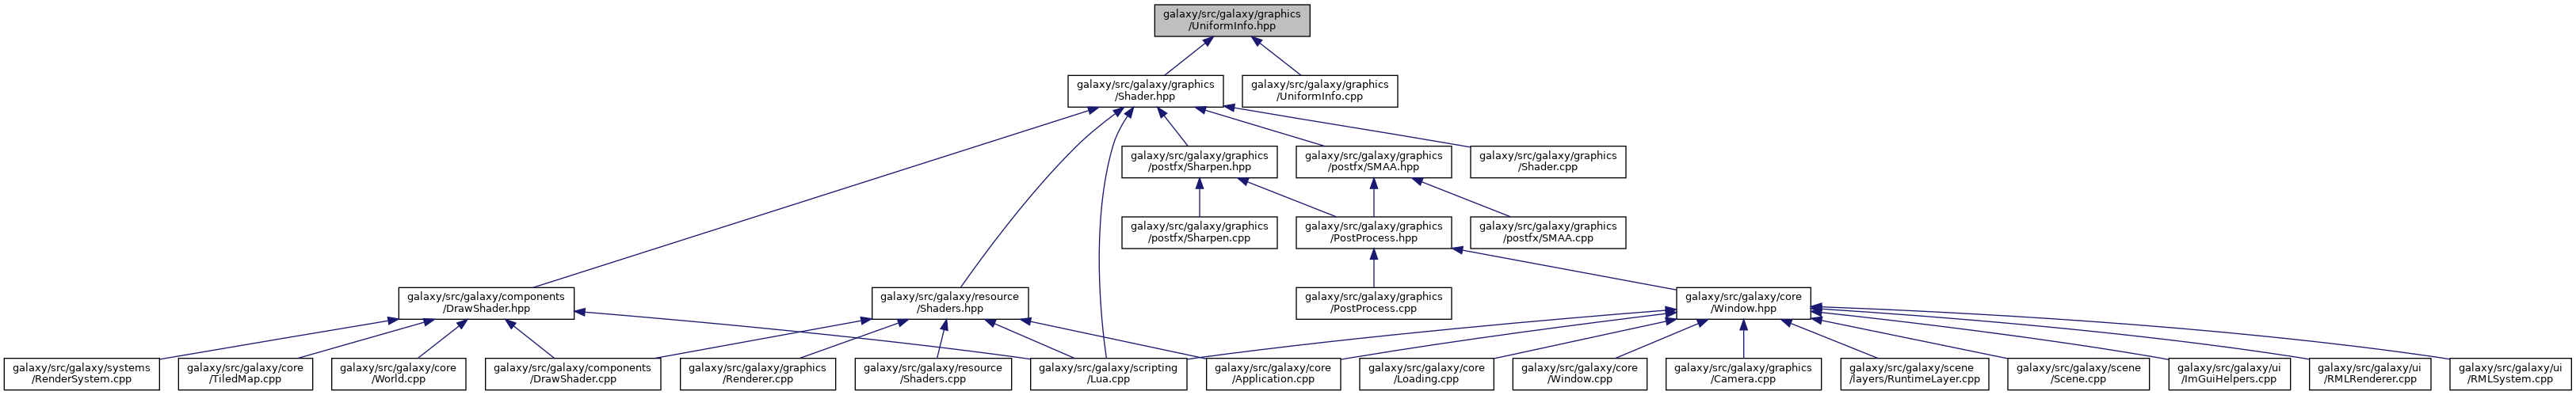 galaxy/src/galaxy/graphics
/UniformInfo.hpp
galaxy/src/galaxy/graphics
/Shader.hpp
galaxy/src/galaxy/graphics
/UniformInfo.cpp
galaxy/src/galaxy/graphics
/postfx/Sharpen.hpp
galaxy/src/galaxy/graphics
/postfx/SMAA.hpp
galaxy/src/galaxy/graphics
/Shader.cpp
galaxy/src/galaxy/graphics
/postfx/Sharpen.cpp
galaxy/src/galaxy/graphics
/PostProcess.hpp
galaxy/src/galaxy/graphics
/postfx/SMAA.cpp
galaxy/src/galaxy/components
/DrawShader.hpp
galaxy/src/galaxy/resource
/Shaders.hpp
galaxy/src/galaxy/graphics
/PostProcess.cpp
galaxy/src/galaxy/core
/Window.hpp
galaxy/src/galaxy/systems
/RenderSystem.cpp
galaxy/src/galaxy/core
/TiledMap.cpp
galaxy/src/galaxy/core
/World.cpp
galaxy/src/galaxy/components
/DrawShader.cpp
galaxy/src/galaxy/graphics
/Renderer.cpp
galaxy/src/galaxy/resource
/Shaders.cpp
galaxy/src/galaxy/scripting
/Lua.cpp
galaxy/src/galaxy/core
/Application.cpp
galaxy/src/galaxy/core
/Loading.cpp
galaxy/src/galaxy/core
/Window.cpp
galaxy/src/galaxy/graphics
/Camera.cpp
galaxy/src/galaxy/scene
/layers/RuntimeLayer.cpp
galaxy/src/galaxy/scene
/Scene.cpp
galaxy/src/galaxy/ui
/ImGuiHelpers.cpp
galaxy/src/galaxy/ui
/RMLRenderer.cpp
galaxy/src/galaxy/ui
/RMLSystem.cpp